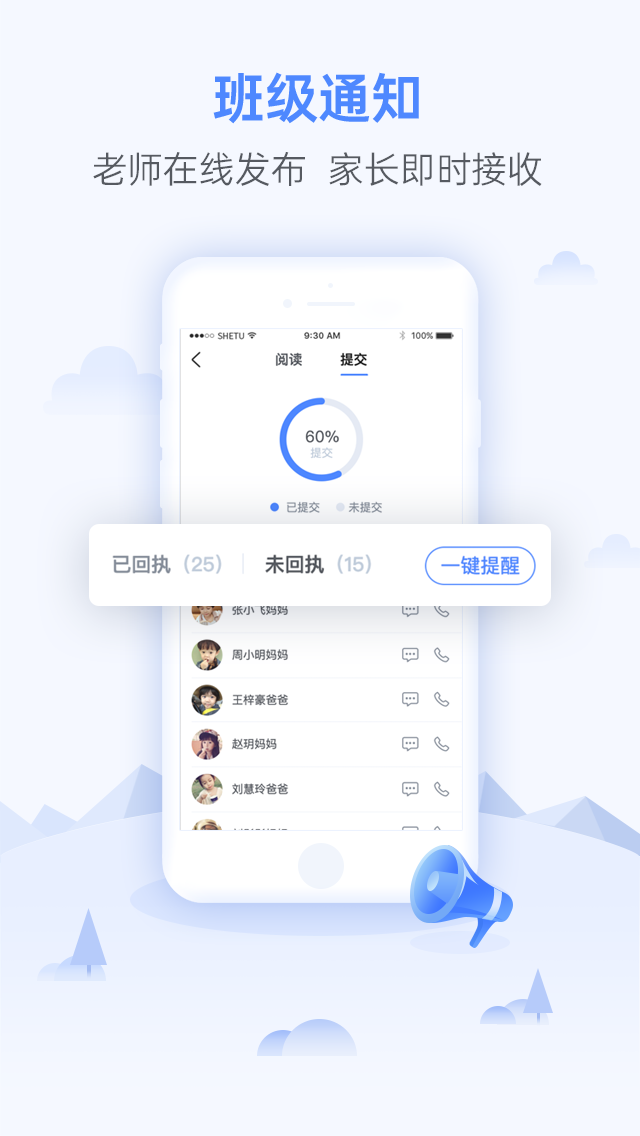 班级通知
老师在线发布 家长即时接收
SHETU 9:30 AM 100%
阅读 提交
60%
提交
已提交 未提交
已回执（25） 未回执（15） 一键提醒
张小飞妈妈
周小明妈妈
王梓豪爸爸
赵玥妈妈
刘慧玲爸爸